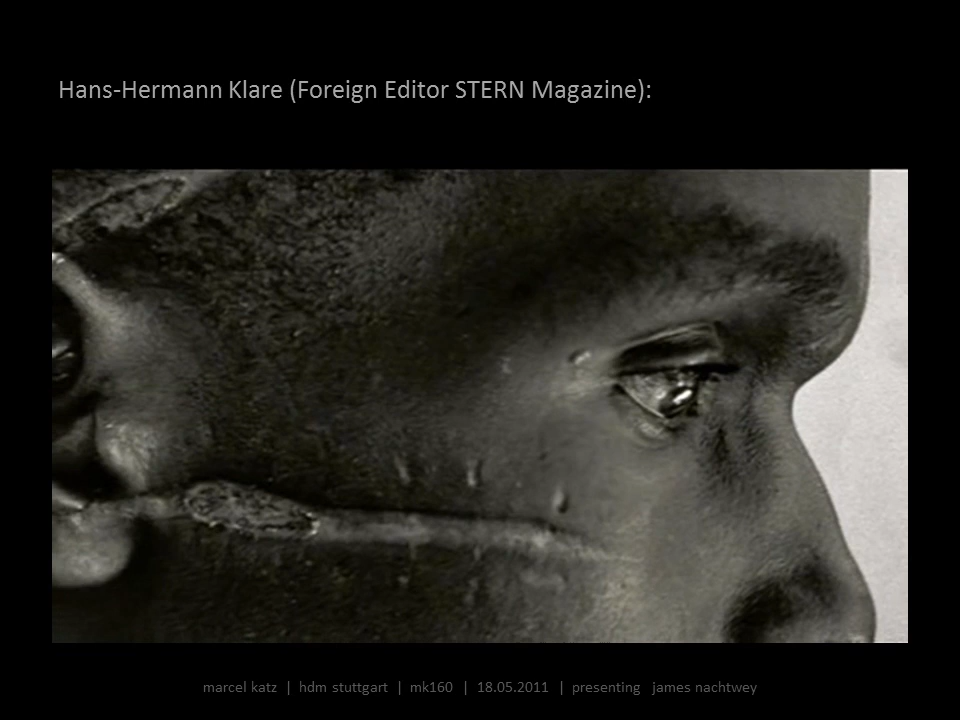 Hans-Hermann Klare (Foreign Editor STERN Magazine):
marcel katz | hdm stuttgart | mk160 | 18.05.2011 | presenting james nachtwey